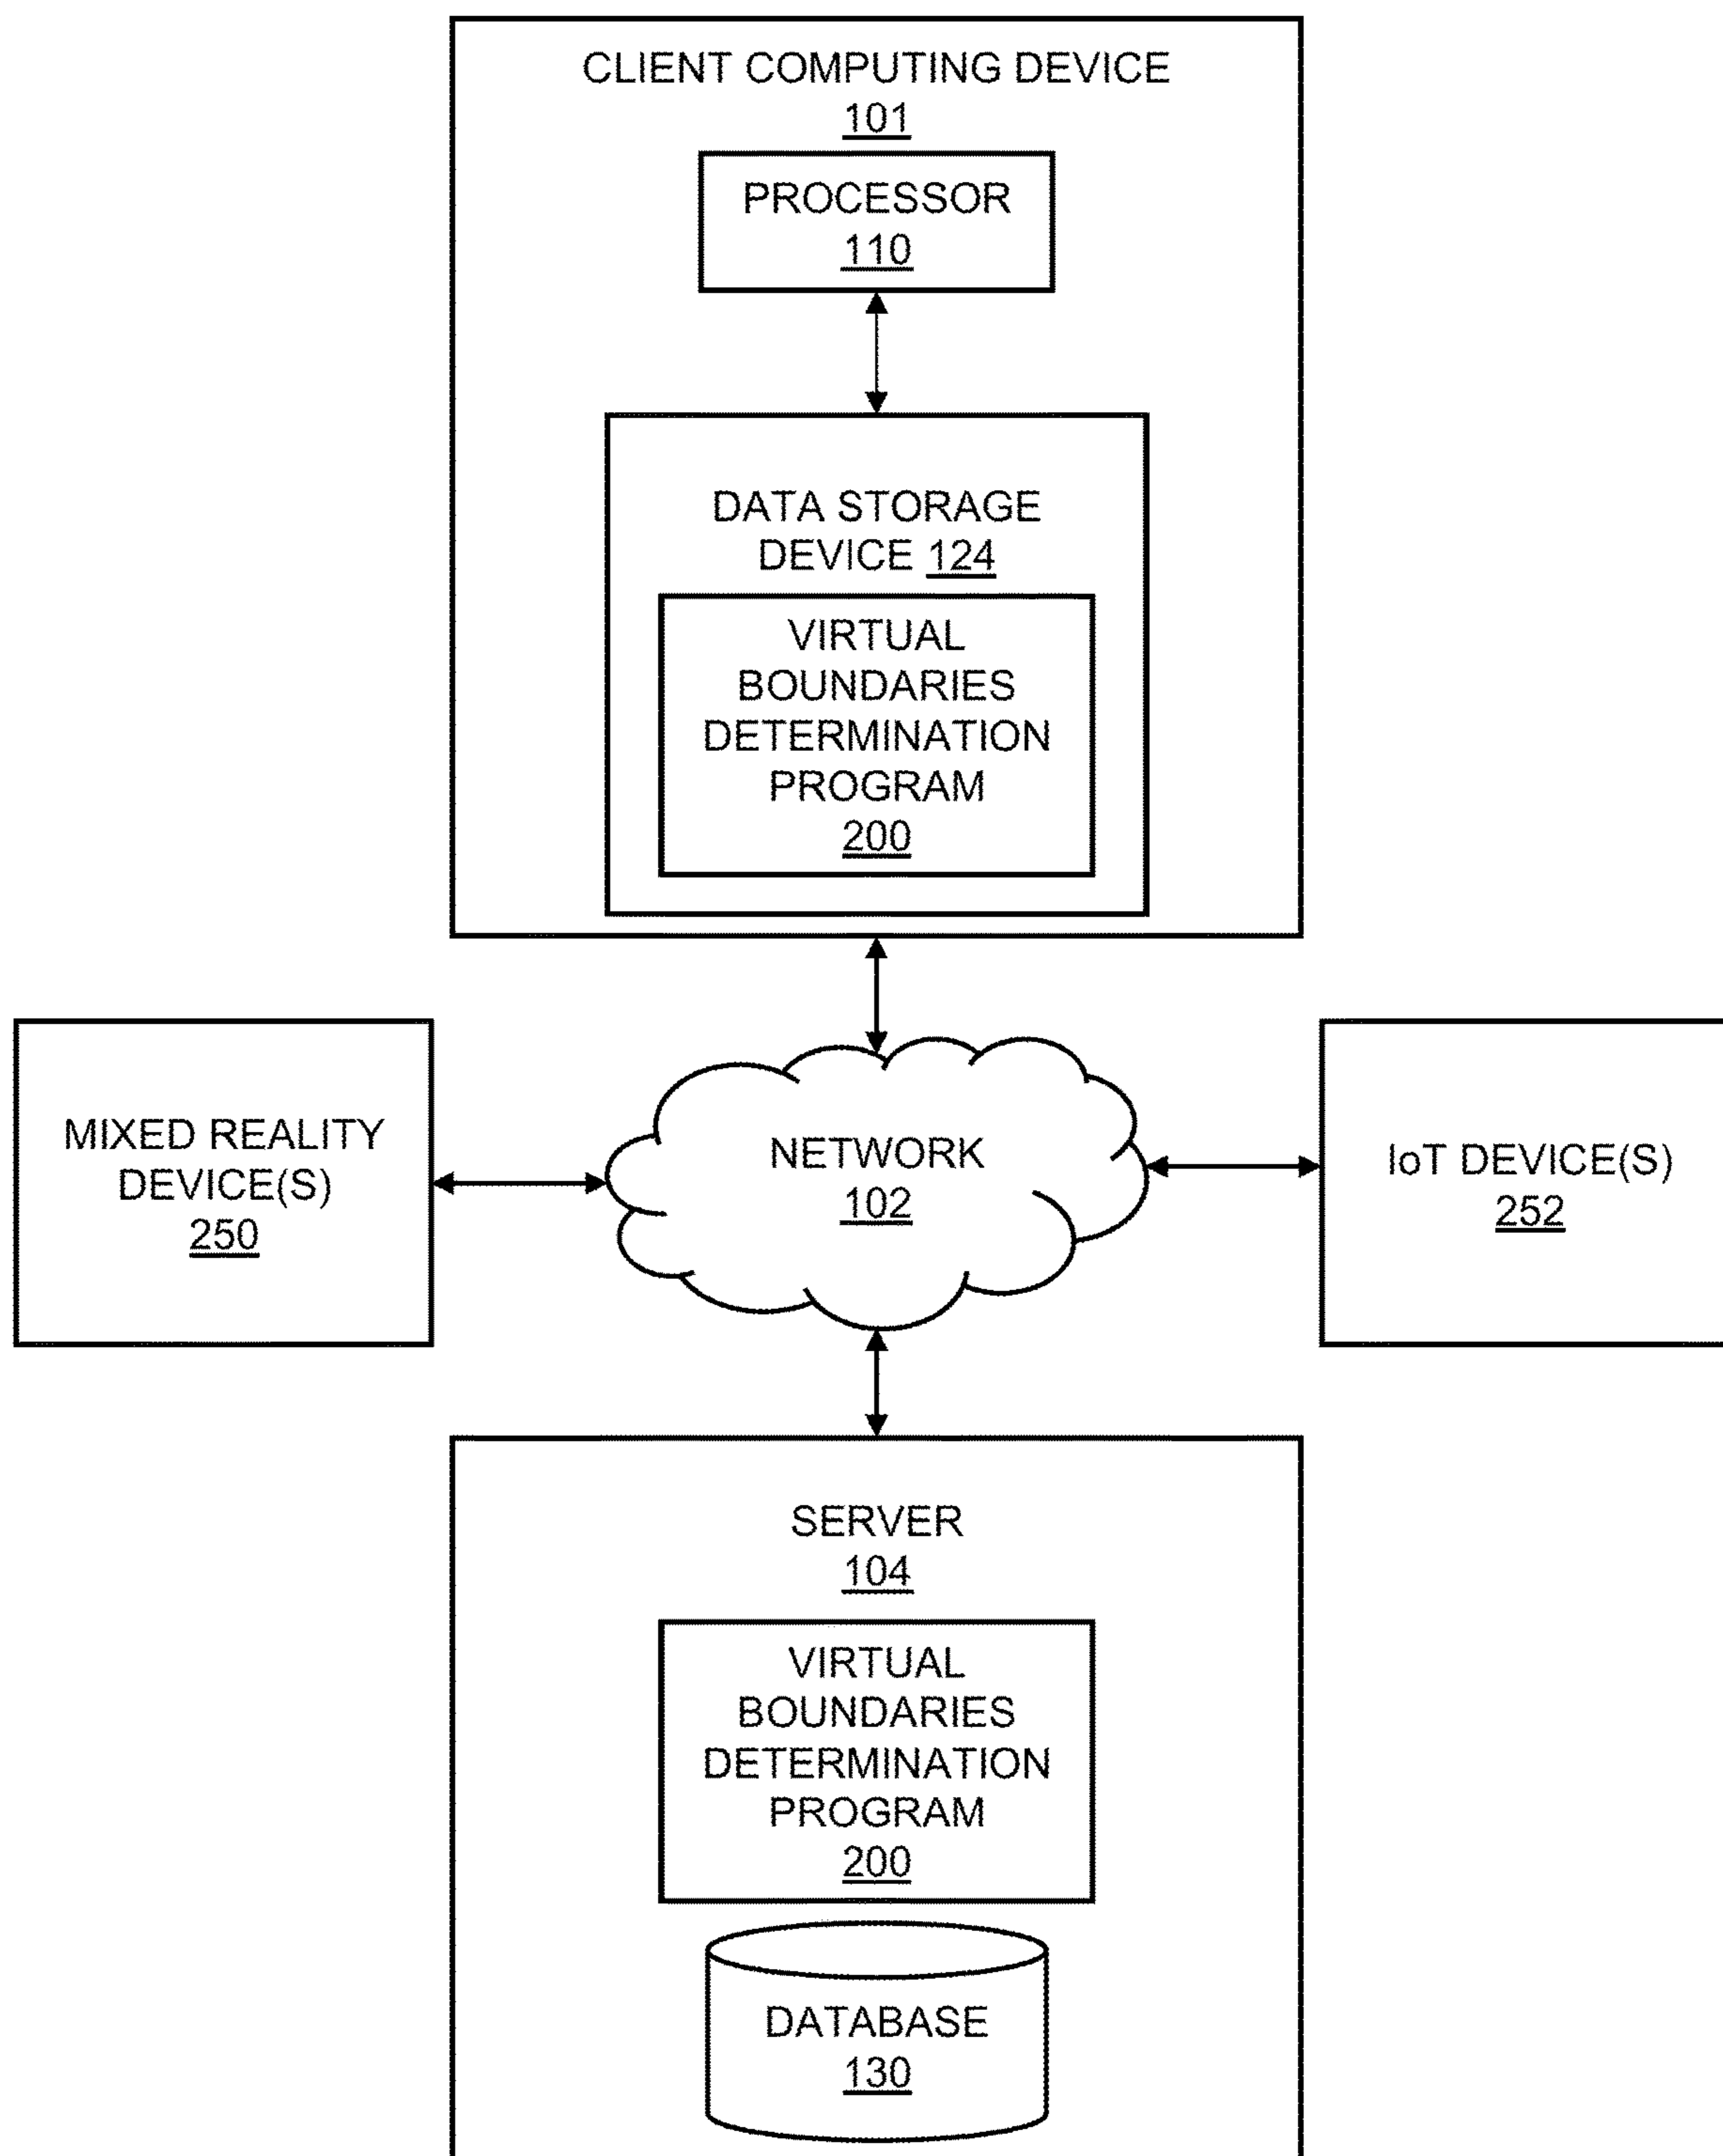 CLIENT COMPUTING DEVICE
101
PROCESSOR
110
DATA STORAGE
DEVICE 124
VIRTUAL
BOUNDARIES
DETERMINATION
PROGRAM
200
MIXED REALITY
DEVICE(S)
250
NETWORK
102
IoT DEVICE(S)
252
SERVER
104
VIRTUAL
BOUNDARIES
DETERMINATION
PROGRAM
200
DATABASE
130